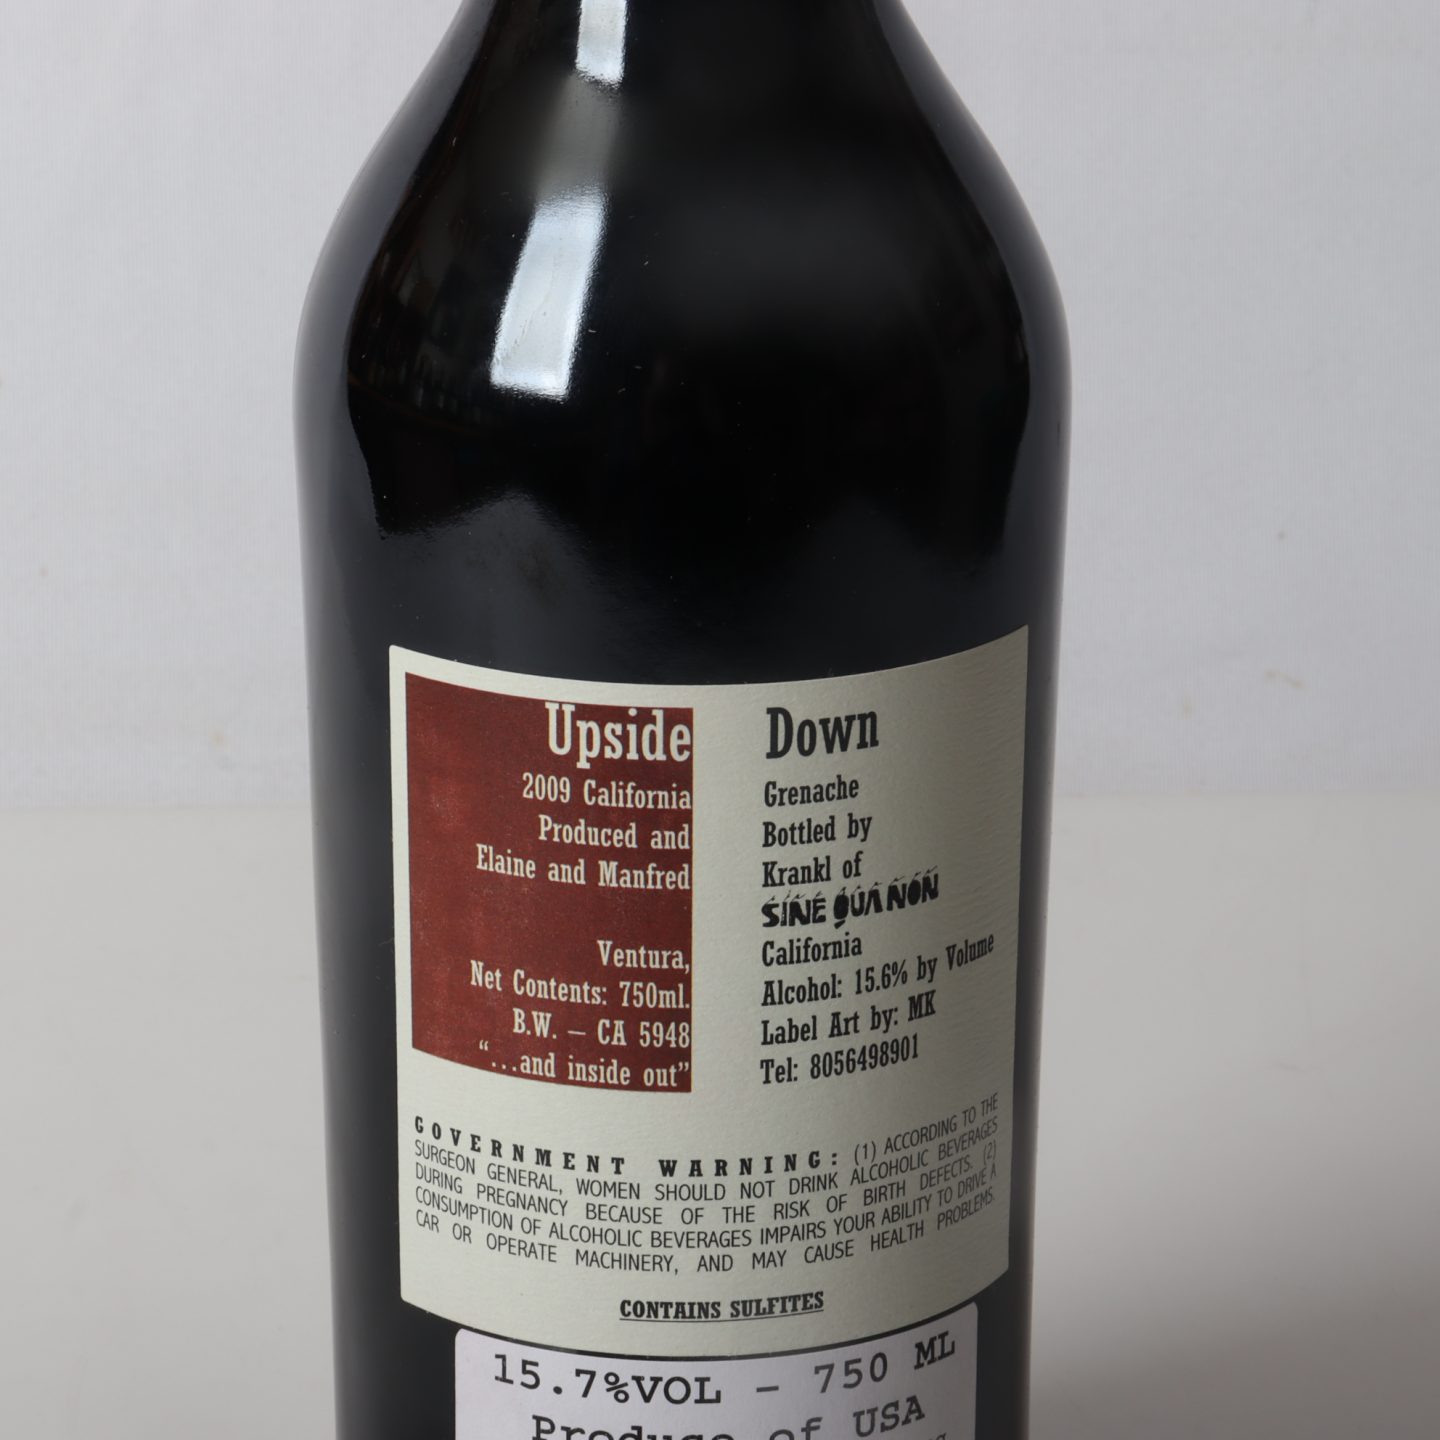 Upside Down
2009 California Grenache
Produced and Bottled by
Elaine and Manfred Krankl of
SINE QUA NON
Ventura, California
Net Contents: 750ml. Alcohol: 15.6% by Volume
B.W. – CA 5948 Label Art by: MK
“...and inside out” Tel: 8056498901
GOVERNMENT WARNING: (1) ACCORDING TO THE
SURGEON GENERAL, WOMEN SHOULD NOT DRINK ALCOHOLIC BEVERAGES
DURING PREGNANCY BECAUSE OF THE RISK OF BIRTH DEFECTS. (2)
CONSUMPTION OF ALCOHOLIC BEVERAGES IMPAIRS YOUR ABILITY TO DRIVE A
CAR OR OPERATE MACHINERY, AND MAY CAUSE HEALTH PROBLEMS.
CONTAINS SULFITES
15.7%VOL - 750 ML
Produce of USA